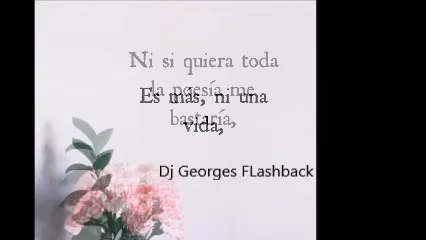 Ni si quiera toda
la poesía me
bastaría,
Es más, ni una
vida,
Dj Georges FLashback